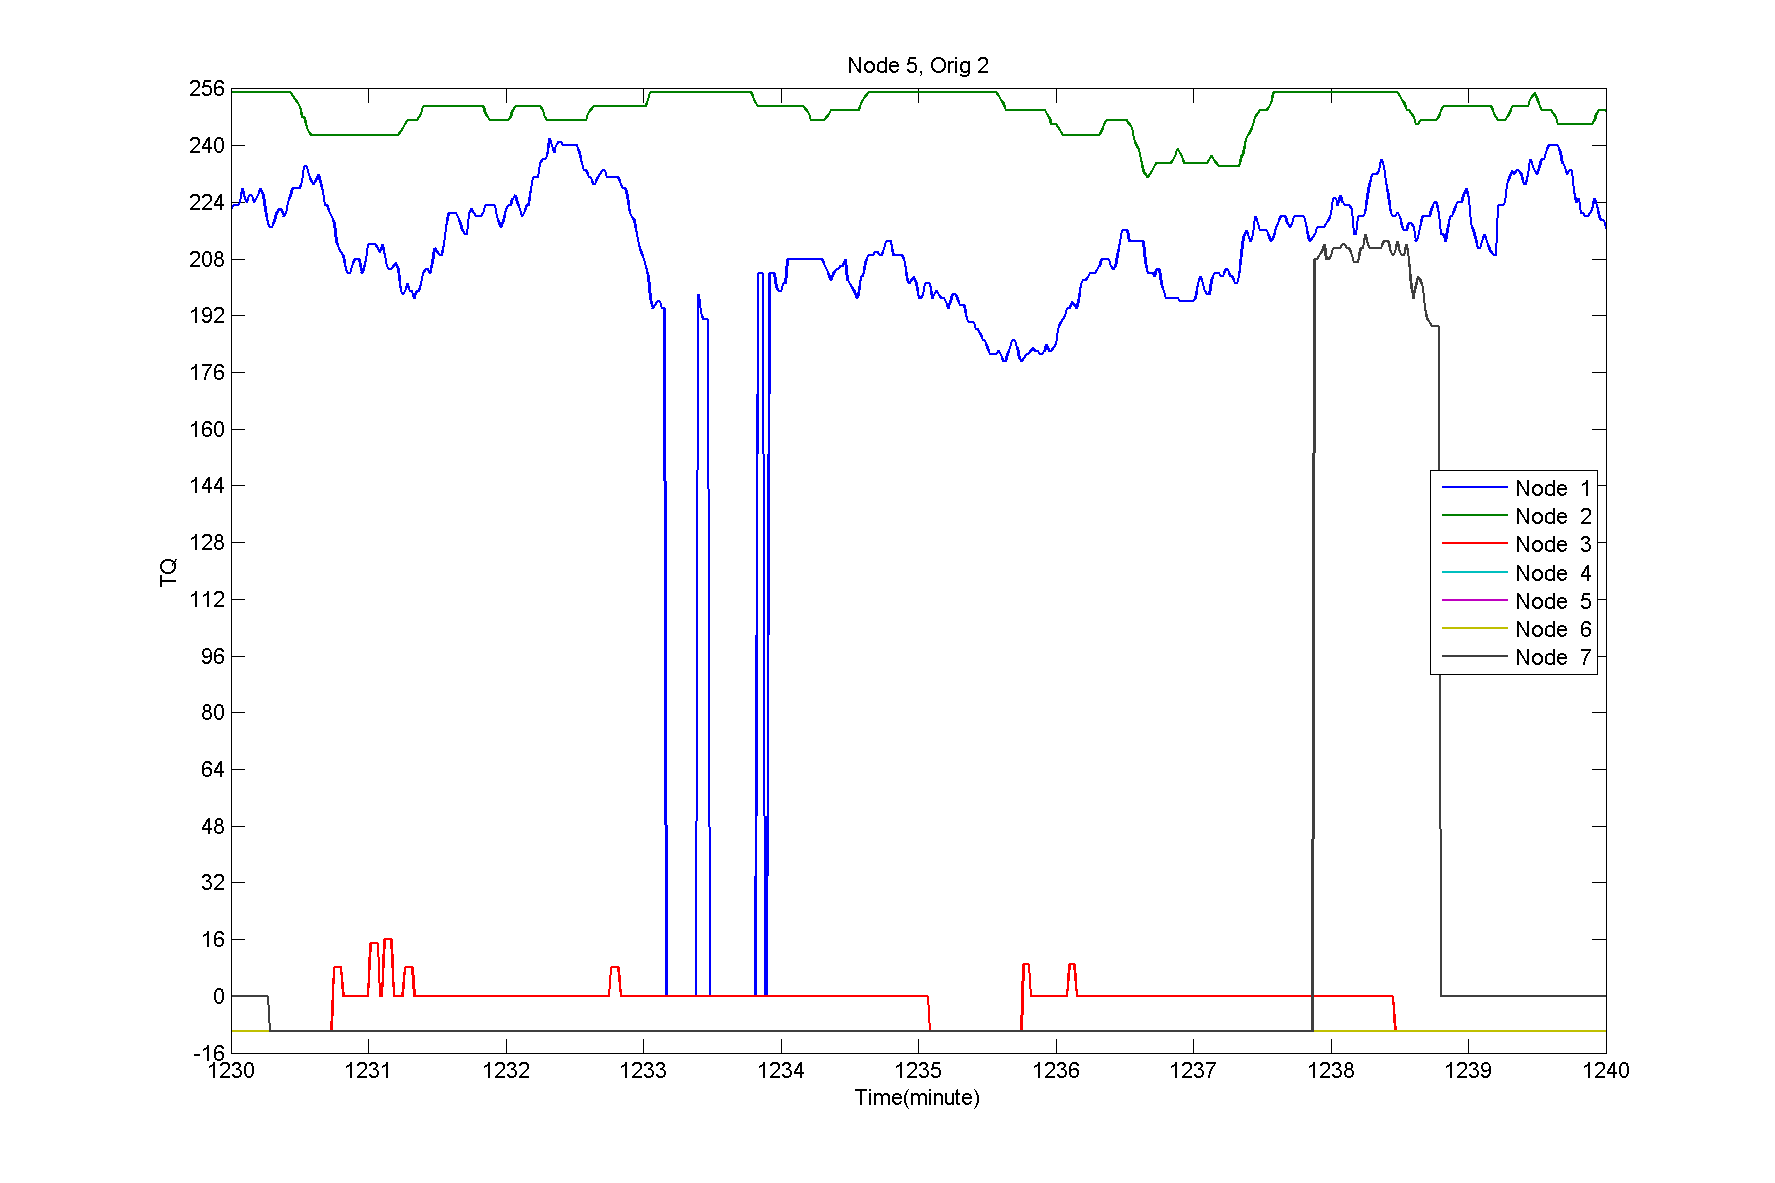 Node 5, Orig 2
256
240
224
208
192
176
160
144
128
112
96
80
64
48
32
16
0
-16
TQ
Node 1
Node 2
Node 3
Node 4
Node 5
Node 6
Node 7
1230 1231 1232 1233 1234 1235 1236 1237 1238 1239 1240
Time(minute)